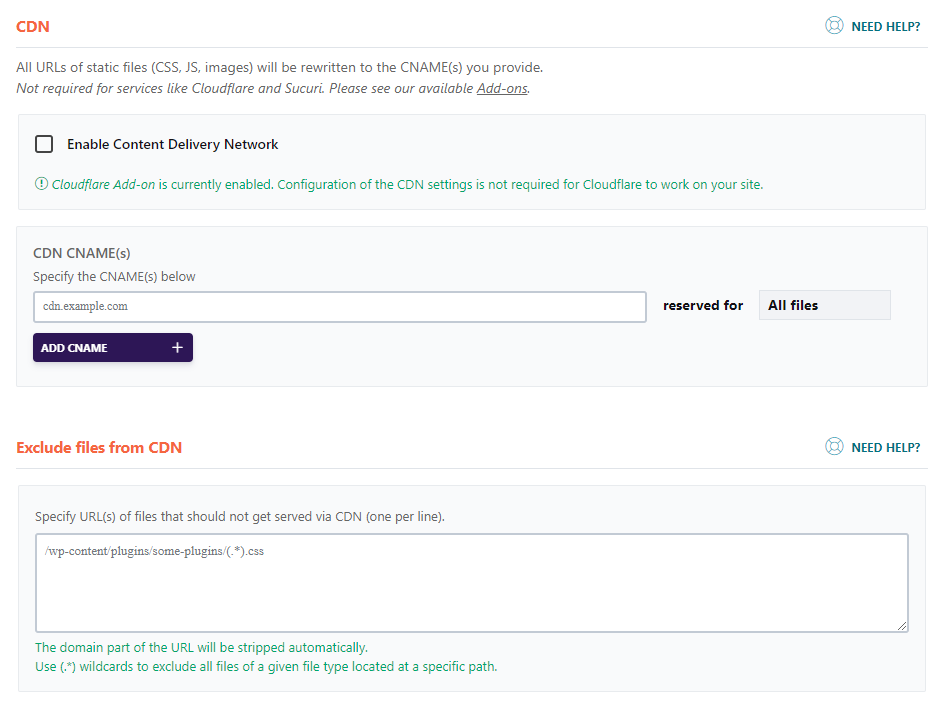 CDN
NEED HELP?
All URLs of static files (CSS, JS, images) will be rewritten to the CNAME(s) you provide.
Not required for services like Cloudflare and Sucuri. Please see our available Add-ons.
Enable Content Delivery Network
Cloudflare Add-on is currently enabled. Configuration of the CDN settings is not required for Cloudflare to work on your site.
CDN CNAME(s)
Specify the CNAME(s) below
cdn.example.com
reserved for
All files
ADD CNAME +
Exclude files from CDN
NEED HELP?
Specify URL(s) of files that should not get served via CDN (one per line).
/wp-content/plugins/some-plugins/(.*).css
The domain part of the URL will be stripped automatically.
Use (.*) wildcards to exclude all files of a given file type located at a specific path.